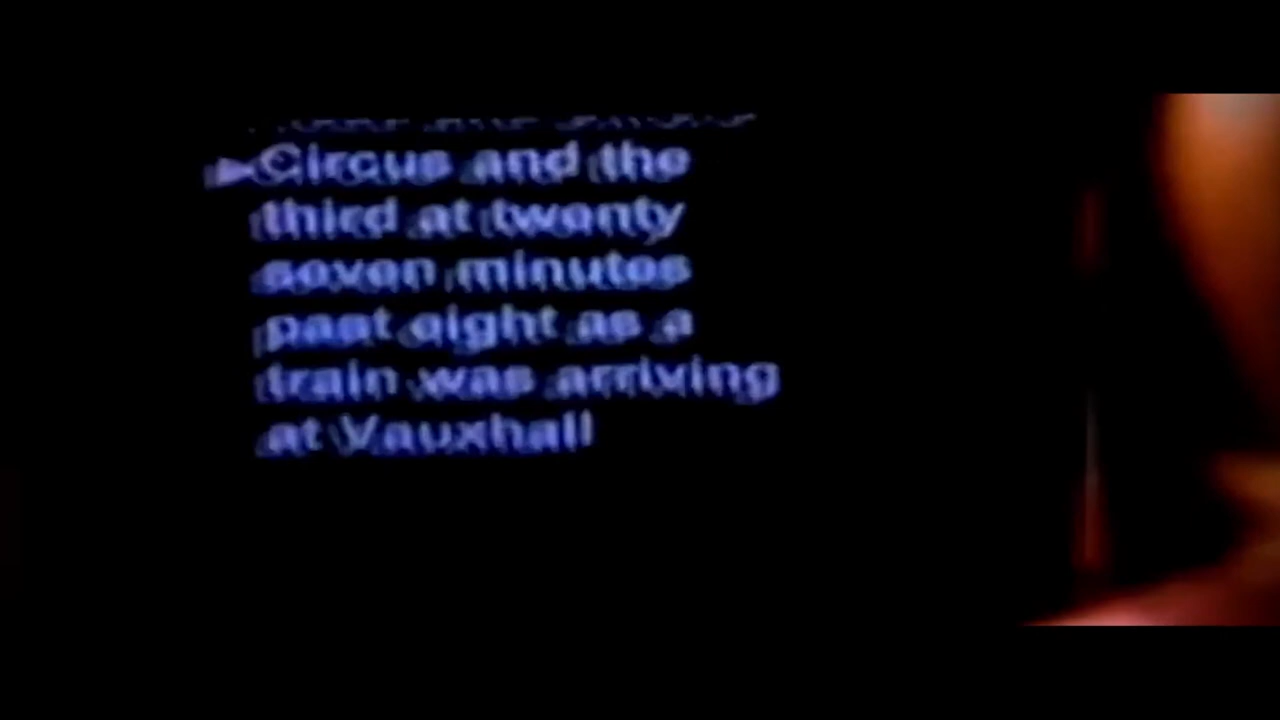 Circus and the
third at twenty
seven minutes
past eight as a
train was arriving
at Vauxhall